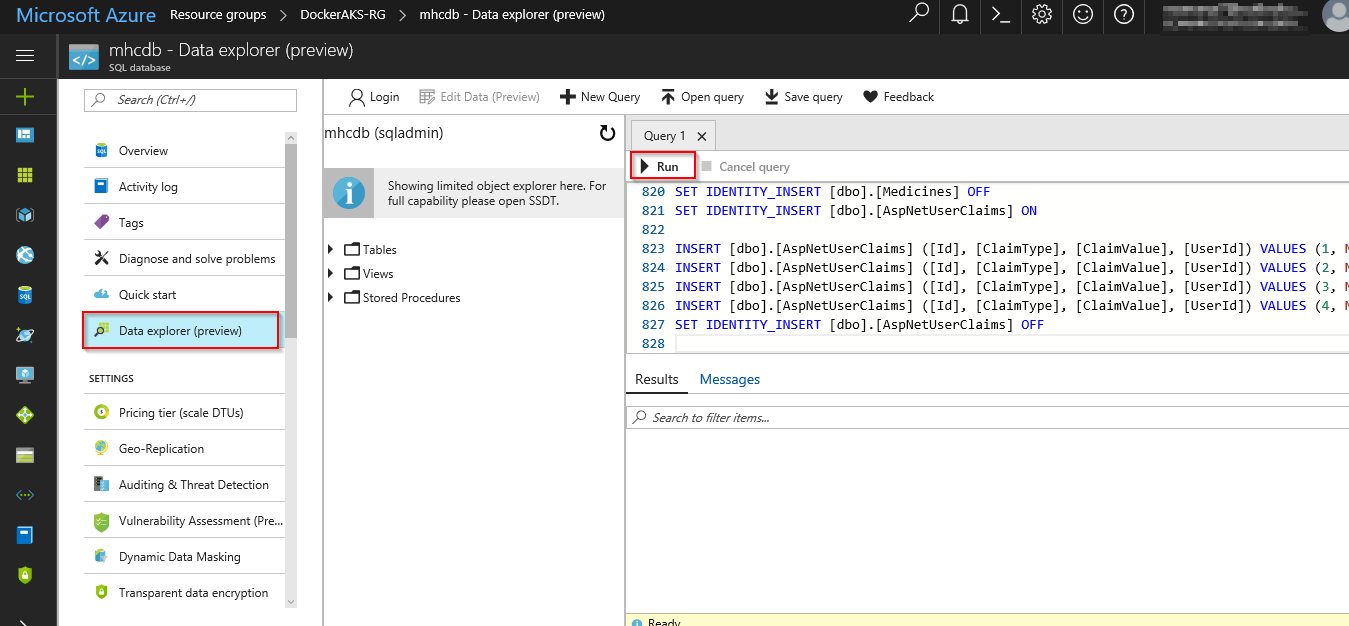 Microsoft Azure Resource groups > DockerAKS-RG > mhcdb - Data explorer (preview)
mhcdb - Data explorer (preview)
SQL database
Search (Ctrl+/)
Overview
Activity log
Tags
Diagnose and solve problems
Quick start
Data explorer (preview)
SETTINGS
Pricing tier (scale DTUs)
Geo-Replication
Auditing & Threat Detection
Vulnerability Assessment (Pre...
Dynamic Data Masking
Transparent data encryption
Login Edit Data (Preview) New Query Open query Save query Feedback
mhcdb (sqladmin)
Showing limited object explorer here. For
full capability please open SSDT.
Tables
Views
Stored Procedures
Query 1
Run Cancel query
820 SET IDENTITY_INSERT [dbo].[Medicines] OFF
821 SET IDENTITY_INSERT [dbo].[AspNetUserClaims] ON
822
823 INSERT [dbo].[AspNetUserClaims] ([Id], [ClaimType], [ClaimValue], [UserId]) VALUES (1, N
824 INSERT [dbo].[AspNetUserClaims] ([Id], [ClaimType], [ClaimValue], [UserId]) VALUES (2, N
825 INSERT [dbo].[AspNetUserClaims] ([Id], [ClaimType], [ClaimValue], [UserId]) VALUES (3, N
826 INSERT [dbo].[AspNetUserClaims] ([Id], [ClaimType], [ClaimValue], [UserId]) VALUES (4, N
827 SET IDENTITY_INSERT [dbo].[AspNetUserClaims] OFF
828
Results Messages
Search to filter items...
Ready